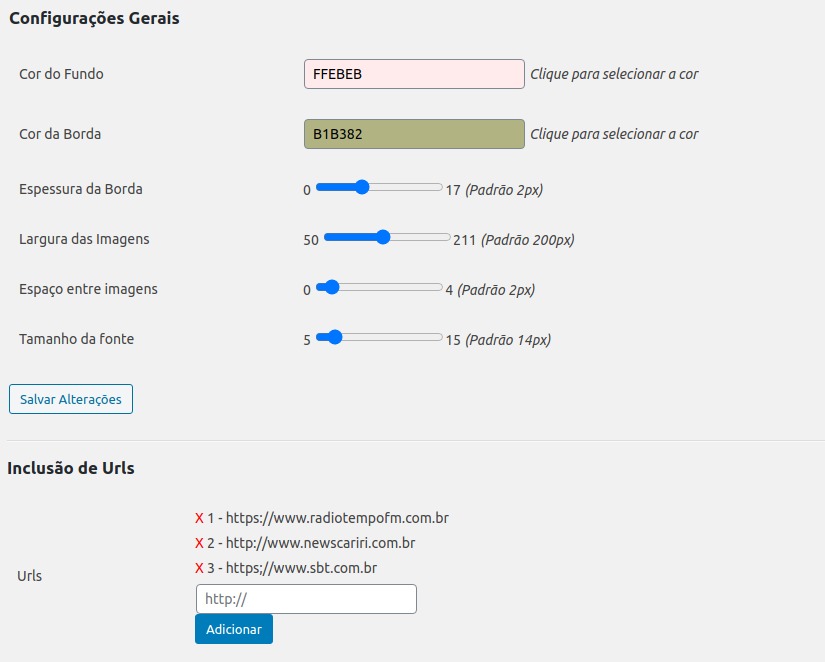 Configurações Gerais
Cor do Fundo FFEBEB Clique para selecionar a cor
Cor da Borda B1B382 Clique para selecionar a cor
Espessura da Borda 0 17 (Padrão 2px)
Largura das Imagens 50 211 (Padrão 200px)
Espaço entre imagens 0 4 (Padrão 2px)
Tamanho da fonte 5 15 (Padrão 14px)
Salvar Alterações
Inclusão de Urls
X 1 - https://www.radiotempofm.com.br
X 2 - http://www.newscariri.com.br
X 3 - https;//www.sbt.com.br
Urls
http://
Adicionar